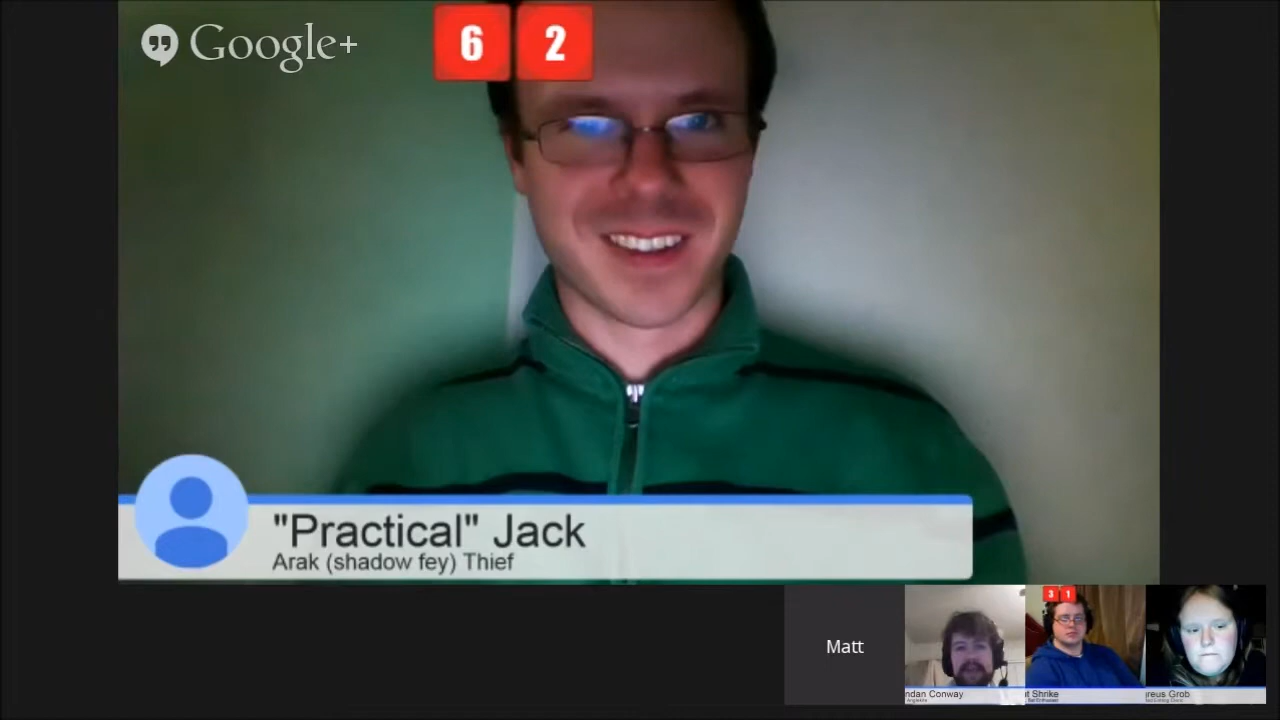 Google+
6 2
"Practical" Jack
Arak (shadow fey) Thief
Matt
3 1
ndan Conway
Shrike
reus Grob